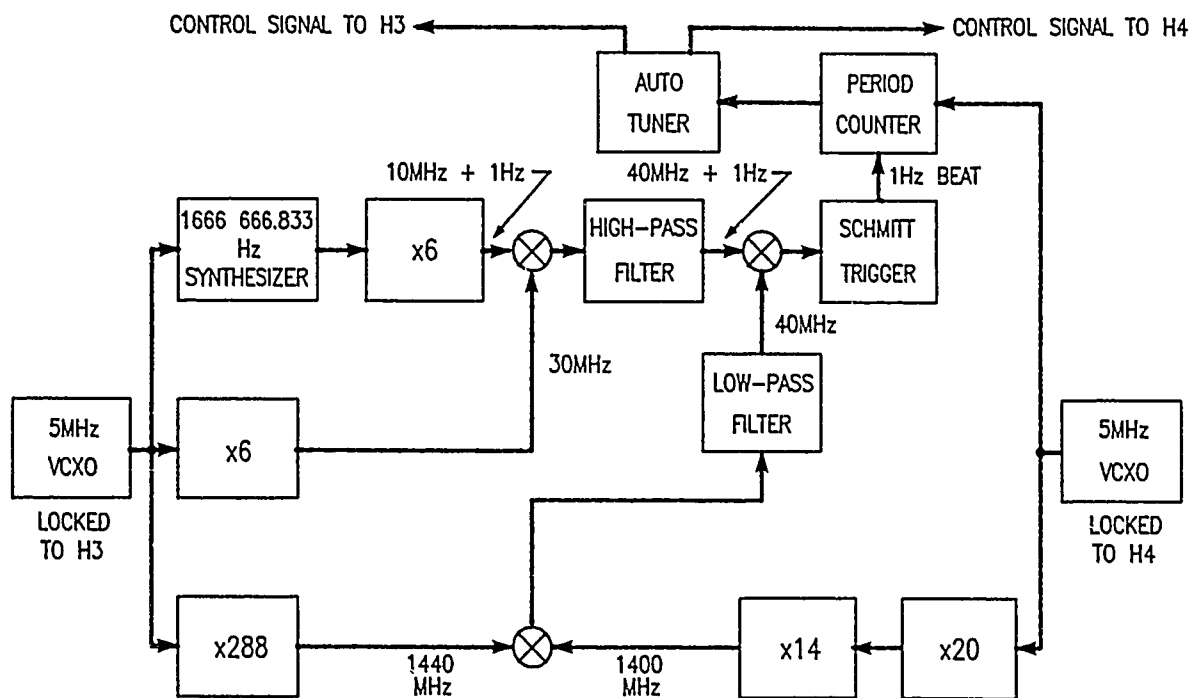 CONTROL SIGNAL TO H3
CONTROL SIGNAL TO H4
AUTO
TUNER
PERIOD
COUNTER
10MHz + 1Hz
40MHz + 1Hz
1Hz BEAT
1666 666.833
Hz
SYNTHESIZER
x6
HIGH-PASS
FILTER
SCHMITT
TRIGGER
40MHz
30MHz
LOW-PASS
FILTER
5MHz
VCXO
x6
5MHz
VCXO
LOCKED
TO H3
LOCKED
TO H4
x288
1440
MHz
1400
MHz
x14
x20